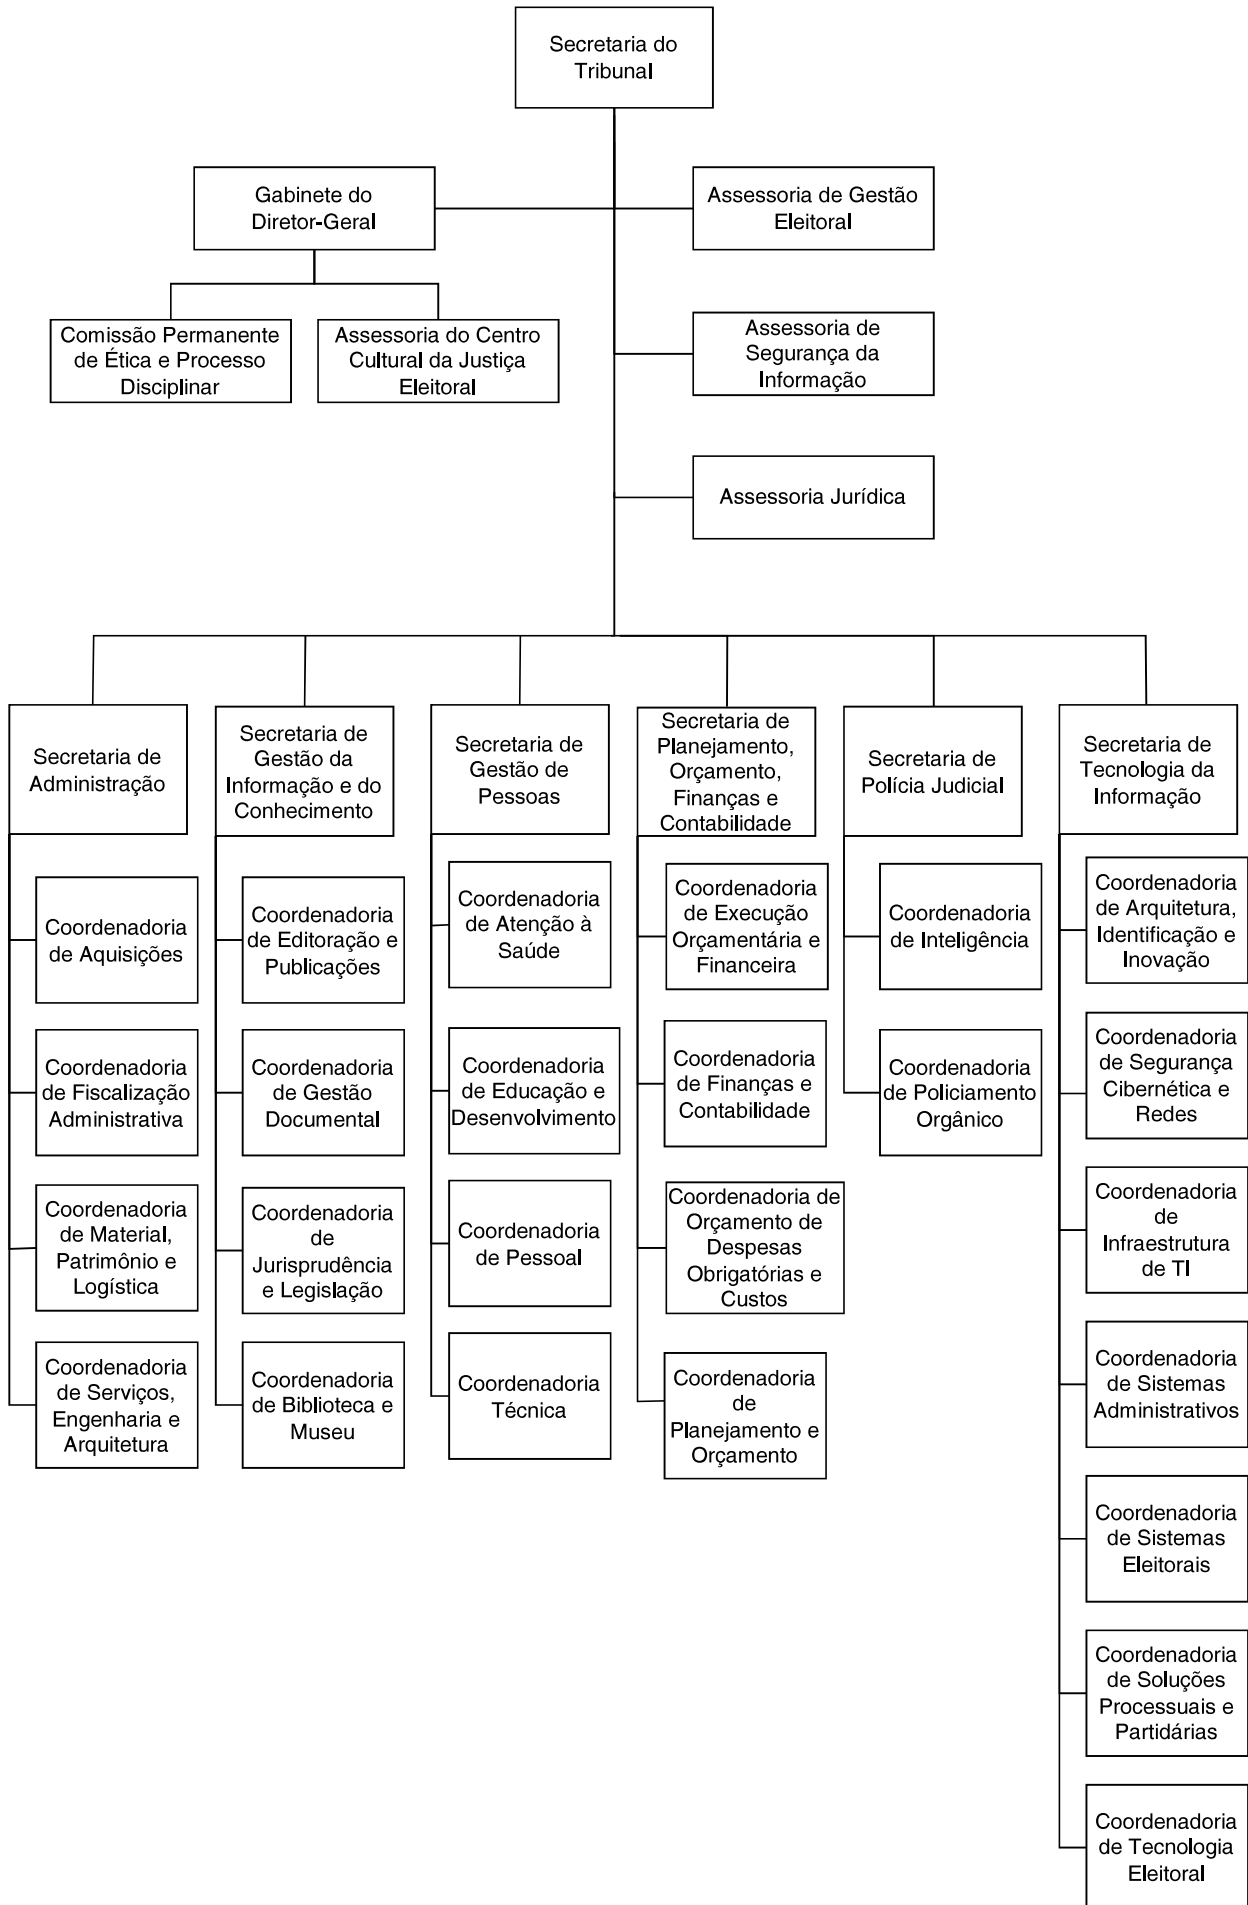 Secretaria do
Tribunal
Gabinete do
Diretor-Geral
Assessoria de Gestão
Eleitoral
Comissão Permanente
de Ética e Processo
Disciplinar
Assessoria do Centro
Cultural da Justiça
Eleitoral
Assessoria de
Segurança da
Informação
Assessoria Jurídica
Secretaria de
Administração
Secretaria de
Gestão da
Informação e do
Conhecimento
Secretaria de
Gestão de
Pessoas
Secretaria de
Planejamento,
Orçamento,
Finanças e
Contabilidade
Secretaria de
Polícia Judicial
Secretaria de
Tecnologia da
Informação
Coordenadoria
de Aquisições
Coordenadoria
de Fiscalização
Administrativa
Coordenadoria
de Material,
Patrimônio e
Logística
Coordenadoria
de Serviços,
Engenharia e
Arquitetura
Coordenadoria
de Editoração e
Publicações
Coordenadoria
de Gestão
Documental
Coordenadoria
de
Jurisprudência
e Legislação
Coordenadoria
de Biblioteca e
Museu
Coordenadoria
de Atenção à
Saúde
Coordenadoria
de Educação e
Desenvolvimento
Coordenadoria
de Pessoal
Coordenadoria
Técnica
Coordenadoria
de Execução
Orçamentária e
Financeira
Coordenadoria
de Finanças e
Contabilidade
Coordenadoria de
Orçamento de
Despesas
Obrigatórias e
Custos
Coordenadoria
de
Planejamento e
Orçamento
Coordenadoria
de Inteligência
Coordenadoria
de Policiamento
Orgânico
Coordenadoria
de Arquitetura,
Identificação e
Inovação
Coordenadoria
de Segurança
Cibernética e
Redes
Coordenadoria
de
Infraestrutura
de TI
Coordenadoria
de Sistemas
Administrativos
Coordenadoria
de Sistemas
Eleitorais
Coordenadoria
de Soluções
Processuais e
Partidárias
Coordenadoria
de Tecnologia
Eleitoral